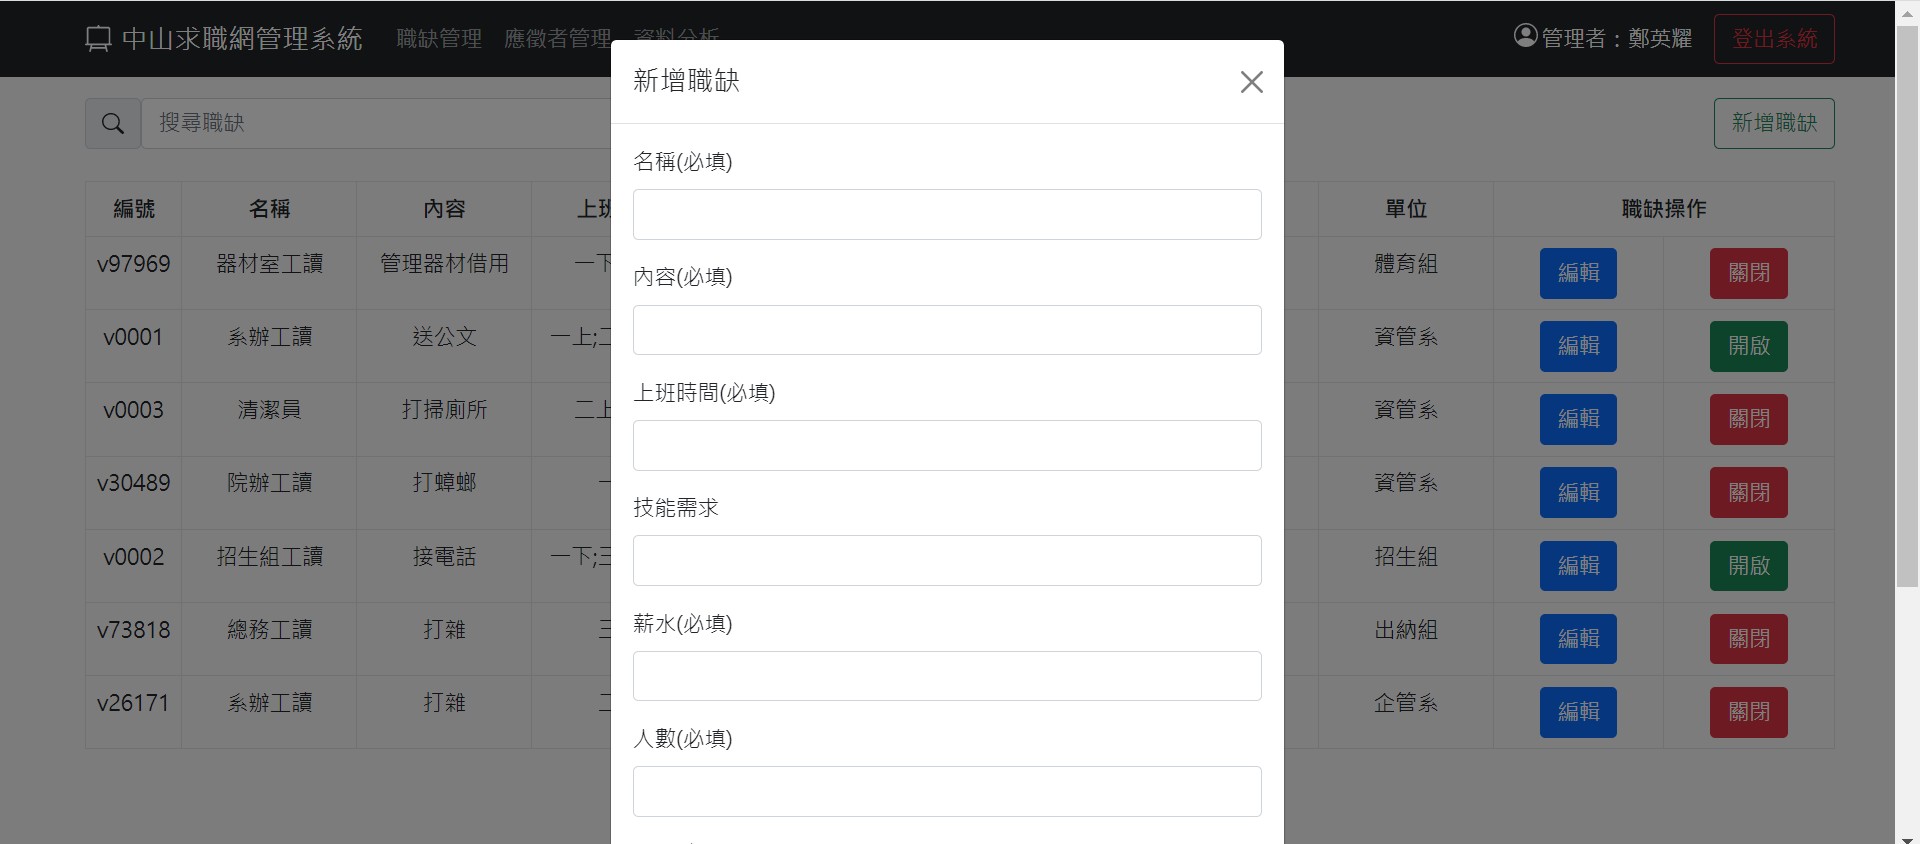 中山求職網管理系統 職缺管理 應徵者管理 資料分析 管理者：鄭英耀 登出系統
新增職缺
搜尋職缺 新增職缺
名稱(必填)
內容(必填)
上班時間(必填)
技能需求
薪水(必填)
人數(必填)
編號 名稱 內容 上班 單位 職缺操作
v97969 器材室工讀 管理器材借用 一下 體育組 編輯 關閉
v0001 系辦工讀 送公文 一上; 資管系 編輯 開啟
v0003 清潔員 打掃廁所 二上 資管系 編輯 關閉
v30489 院辦工讀 打蟑螂 資管系 編輯 關閉
v0002 招生組工讀 接電話 一下;三 招生組 編輯 開啟
v73818 總務工讀 打雜 三 出納組 編輯 關閉
v26171 系辦工讀 打雜 企管系 編輯 關閉